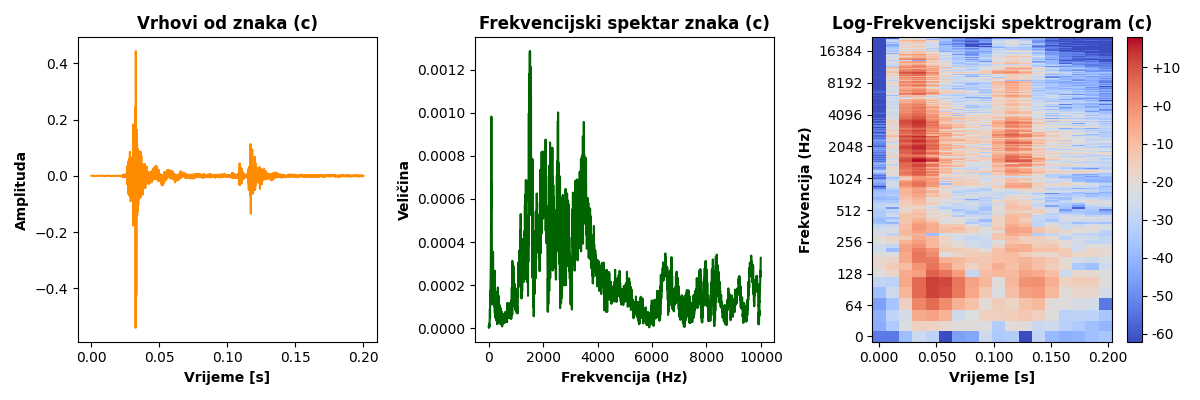 Vrhovi od znaka (c)
0.4
0.2
0.0
−0.2
−0.4
Amplituda
0.00 0.05 0.10 0.15 0.20
Vrijeme [s]
Frekvencijski spektar znaka (c)
0.0012
0.0010
0.0008
0.0006
0.0004
0.0002
0.0000
Veličina
0 2000 4000 6000 8000 10000
Frekvencija (Hz)
Log-Frekvencijski spektrogram (c)
16384
8192
4096
2048
1024
512
256
128
64
0
Frekvencija (Hz)
0.000 0.050 0.100 0.150 0.200
Vrijeme [s]
+10
+0
-10
-20
-30
-40
-50
-60